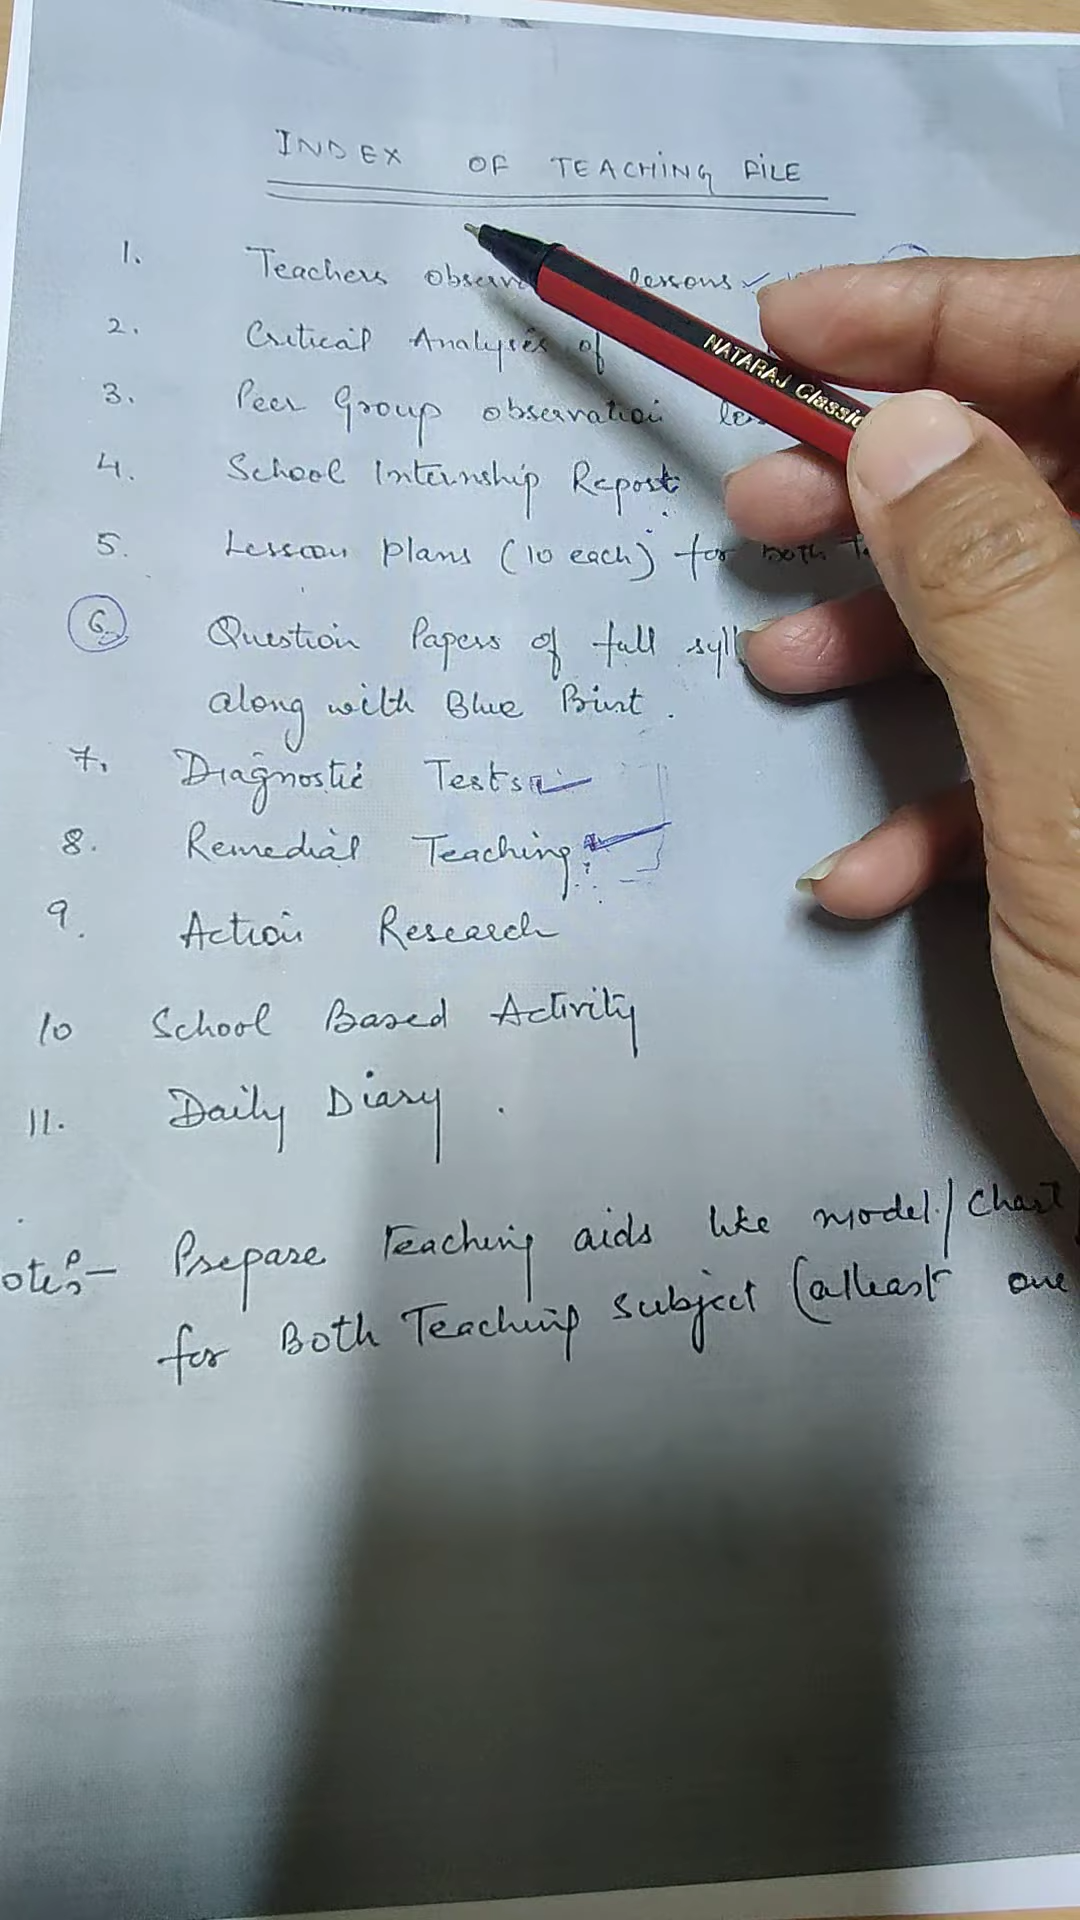 INDEX OF TEACHING FILE
1. Teachers lessons
2. Critical Analysis of
3. Peer Group observation
4. School Internship Report
5. Lesson plans (10 each) for both
6. Question Papers of full
along with Blue Print.
7. Diagnostic Tests
8. Remedial Teaching.
9. Action Research
10 School Based Activity
11. Daily Diary.
Prepare Teaching aids like model/Chart
for Both Teaching subject (atleast one
NATARAJ Classic